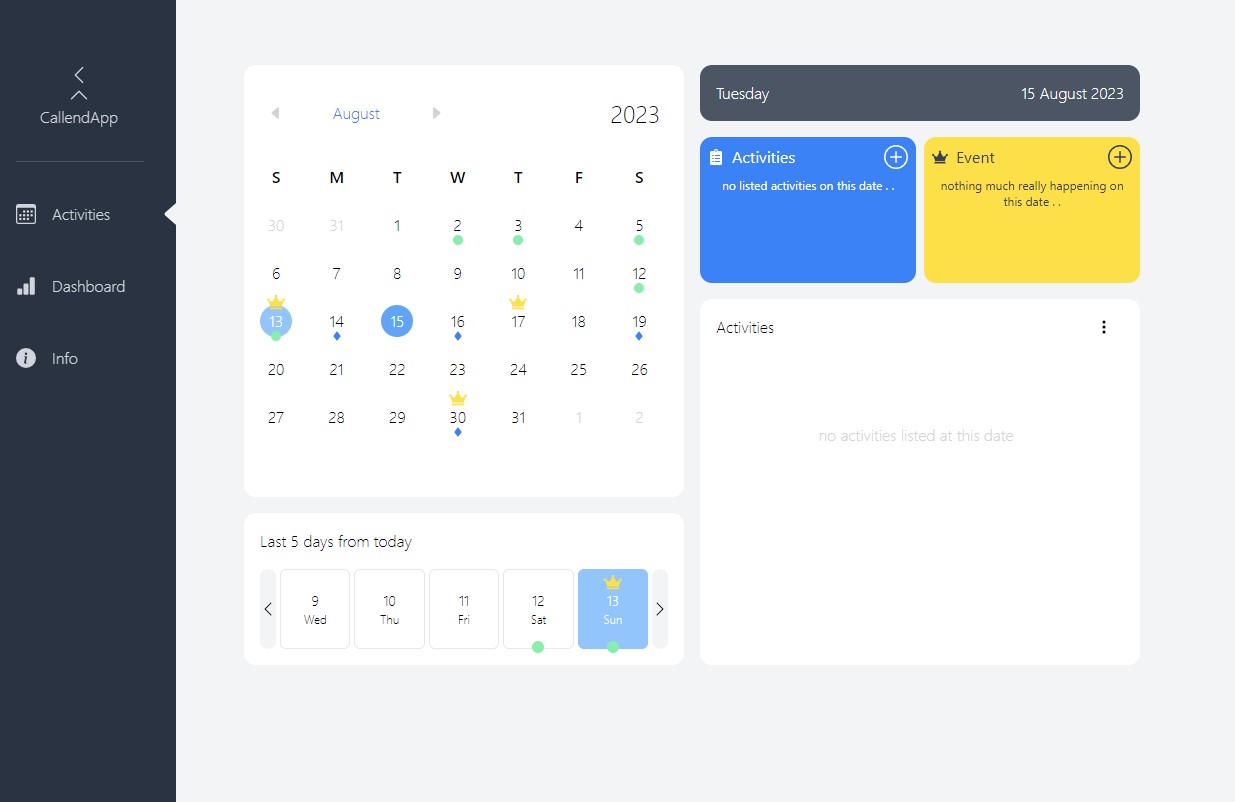 CallendApp
Activities
Dashboard
Info
August
2023
S M T W T F S
30 31 1 2 3 4 5
6 7 8 9 10 11 12
13 14 15 16 17 18 19
20 21 22 23 24 25 26
27 28 29 30 31 1 2
Last 5 days from today
9 10 11 12 13
Wed Thu Fri Sat Sun
Tuesday 15 August 2023
Activities
no listed activities on this date . .
Event
nothing much really happening on
this date . .
Activities
no activities listed at this date